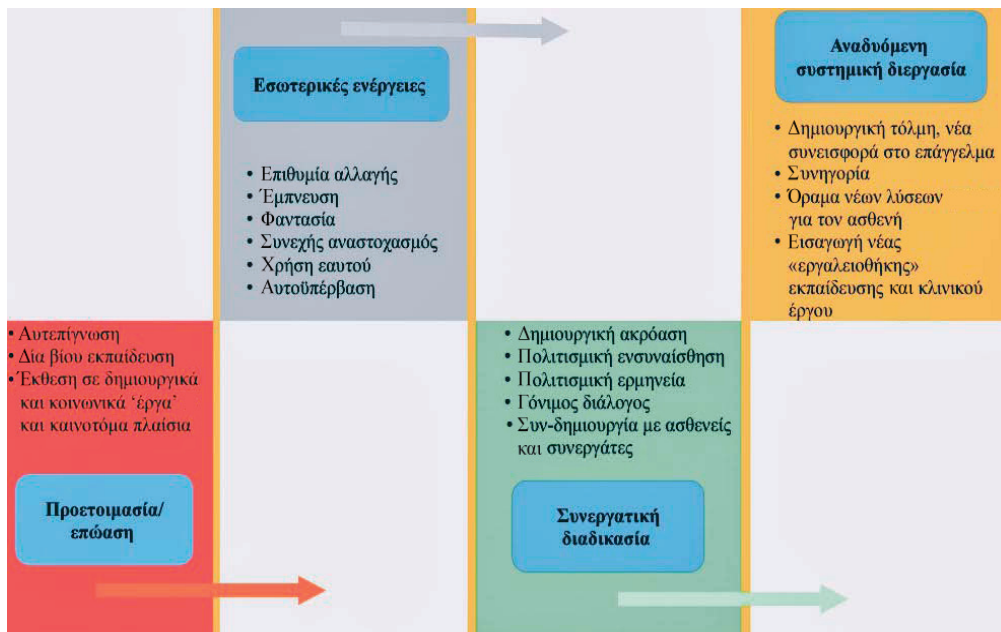 Προετοιμασία/
επώαση
• Αυτεπίγνωση
• Δία βίου εκπαίδευση
• Έκθεση σε δημιουργικά
και κοινωνικά ‘έργα’
και καινοτόμα πλαίσια
Εσωτερικές ενέργειες
• Επιθυμία αλλαγής
• Έμπνευση
• Φαντασία
• Συνεχής αναστοχασμός
• Χρήση εαυτού
• Αυτοϋπέρβαση
Συνεργατική
διαδικασία
• Δημιουργική ακρόαση
• Πολιτισμική ενσυναίσθηση
• Πολιτισμική ερμηνεία
• Γόνιμος διάλογος
• Συν-δημιουργία με ασθενείς
και συνεργάτες
Αναδυόμενη
συστημική διεργασία
• Δημιουργική τόλμη, νέα
συνεισφορά στο επάγγελμα
• Συνηγορία
• Όραμα νέων λύσεων
για τον ασθενή
• Εισαγωγή νέας
«εργαλειοθήκης»
εκπαίδευσης και κλινικού
έργου